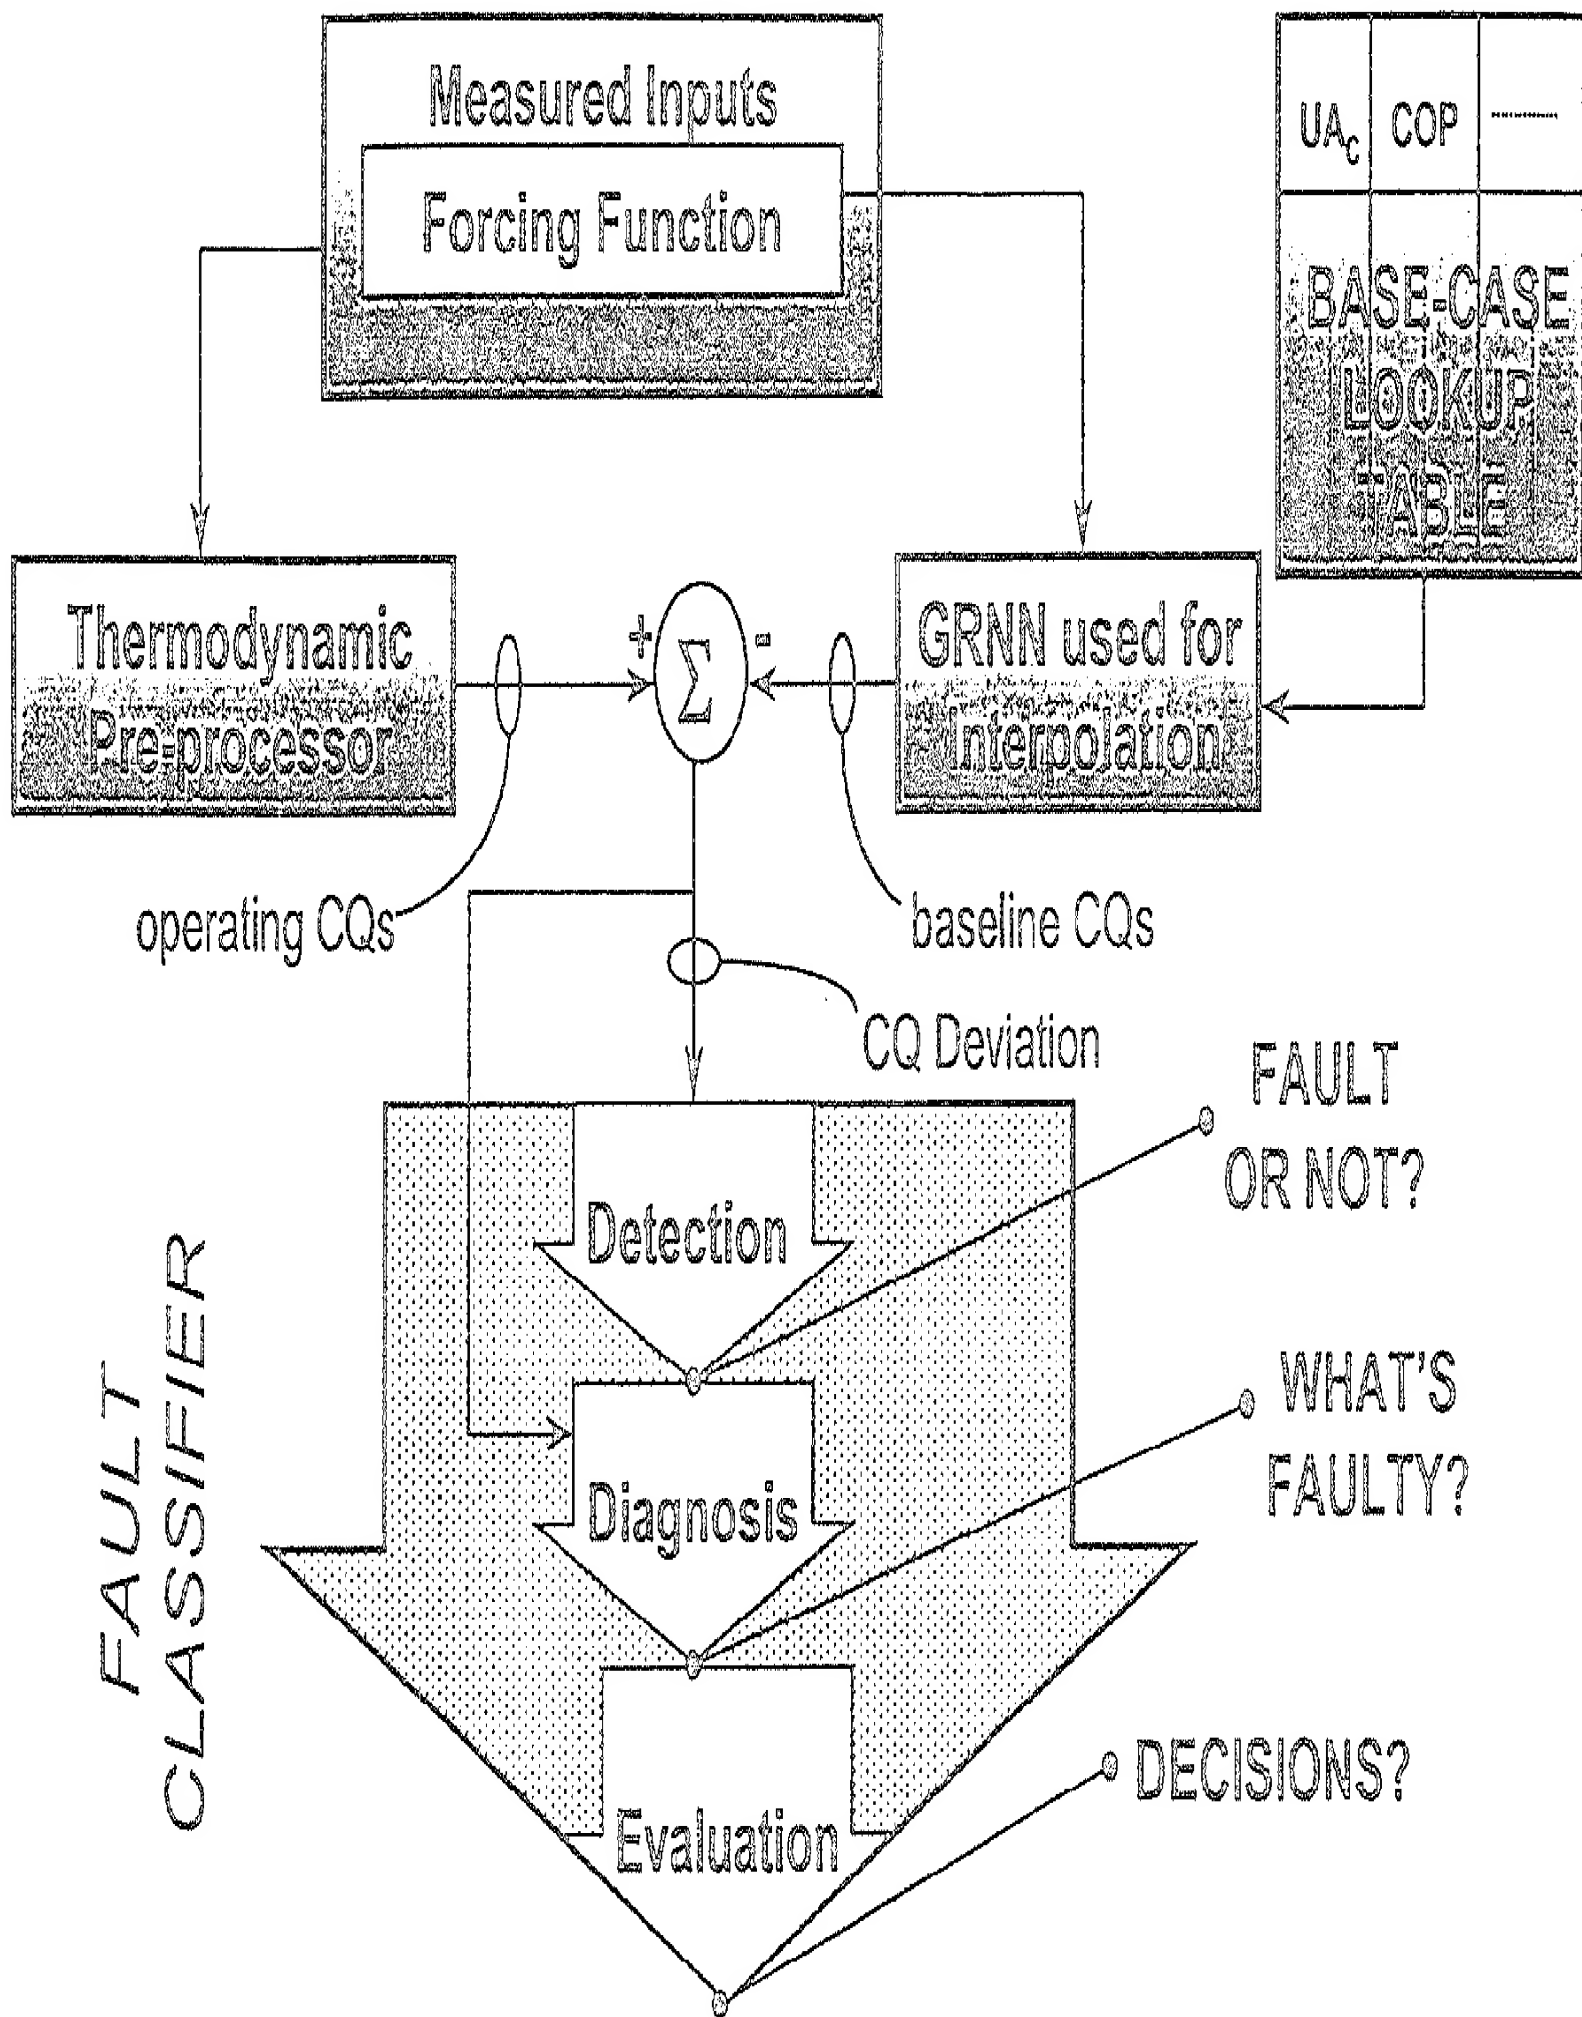 Measured Inputs
Forcing Function
UAC COP
BASE-CASE
LOOKUP
TABLE
Thermodynamic
Pre-processor
+
Σ
-
GRNN used for
Interpolation
operating CQs
baseline CQs
CQ Deviation
FAULT
OR NOT?
Detection
WHAT'S
FAULTY?
Diagnosis
DECISIONS?
Evaluation
FAULT
CLASSIFIER